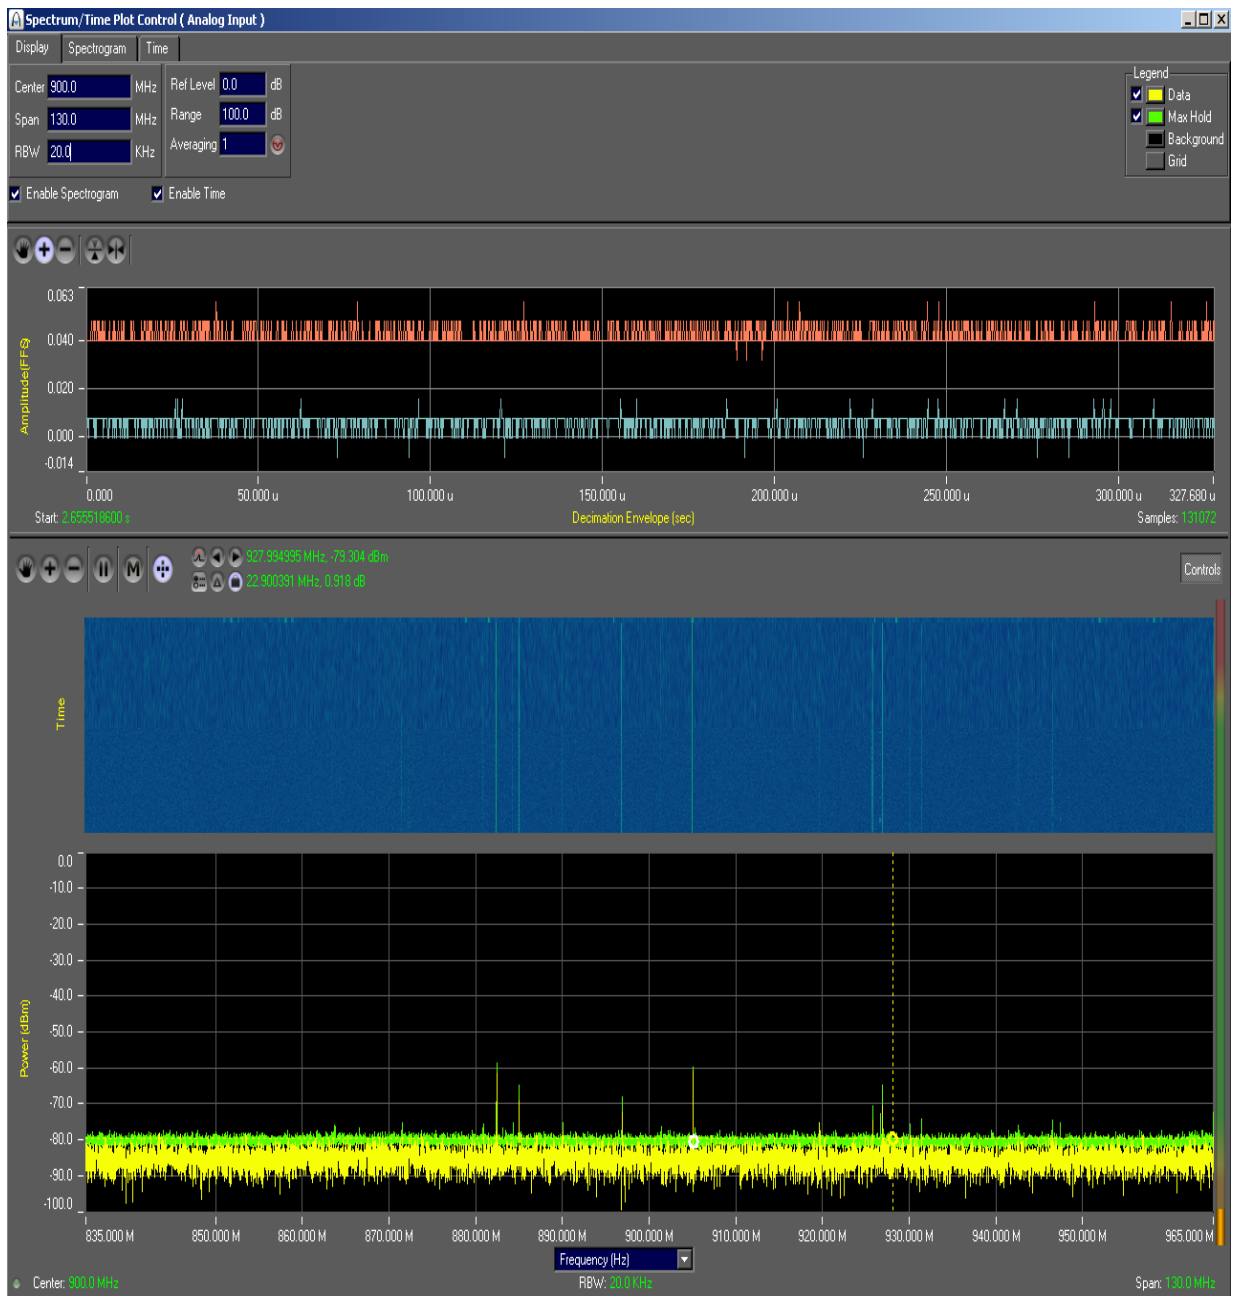 Spectrum/Time Plot Control ( Analog Input )
Display Spectrogram Time
Center 900.0 MHz Ref Level 0.0 dB
Span 130.0 MHz Range 100.0 dB
RBW 20.0 KHz Averaging 1
Legend
Data
Max Hold
Background
Grid
Enable Spectrogram Enable Time
Amplitude(FFS)
0.063
0.040
0.020
0.000
-0.014
0.000 50.000 u 100.000 u 150.000 u 200.000 u 250.000 u 300.000 u 327.680 u
Start: 2.655518600 s Decimation Envelope (sec) Samples: 131072
M 927.994995 MHz, -79.304 dBm
22.900391 MHz, 0.918 dB
Controls
Time
Power (dBm)
0.0
-10.0
-20.0
-30.0
-40.0
-50.0
-60.0
-70.0
-80.0
-90.0
-100.0
835.000 M 850.000 M 860.000 M 870.000 M 880.000 M 890.000 M 900.000 M 910.000 M 920.000 M 930.000 M 940.000 M 950.000 M 965.000 M
Frequency (Hz)
Center: 900.0 MHz RBW: 20.0 KHz Span: 130.0 MHz